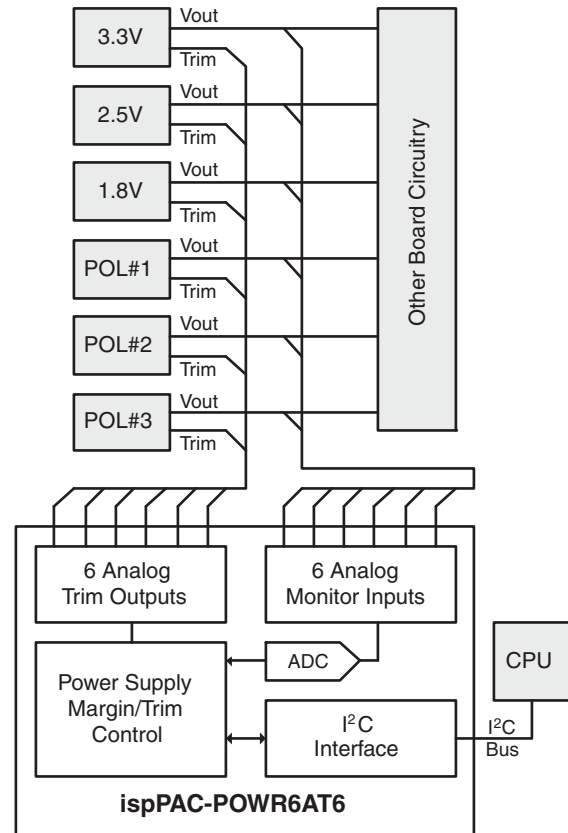 3.3V
Vout
Trim
2.5V
Vout
Trim
1.8V
Vout
Trim
POL#1
Vout
Trim
POL#2
Vout
Trim
POL#3
Vout
Trim
Other Board Circuitry
6 Analog
Trim Outputs
6 Analog
Monitor Inputs
ADC
CPU
Power Supply
Margin/Trim
Control
I²C
Interface
I²C
Bus
ispPAC-POWR6AT6